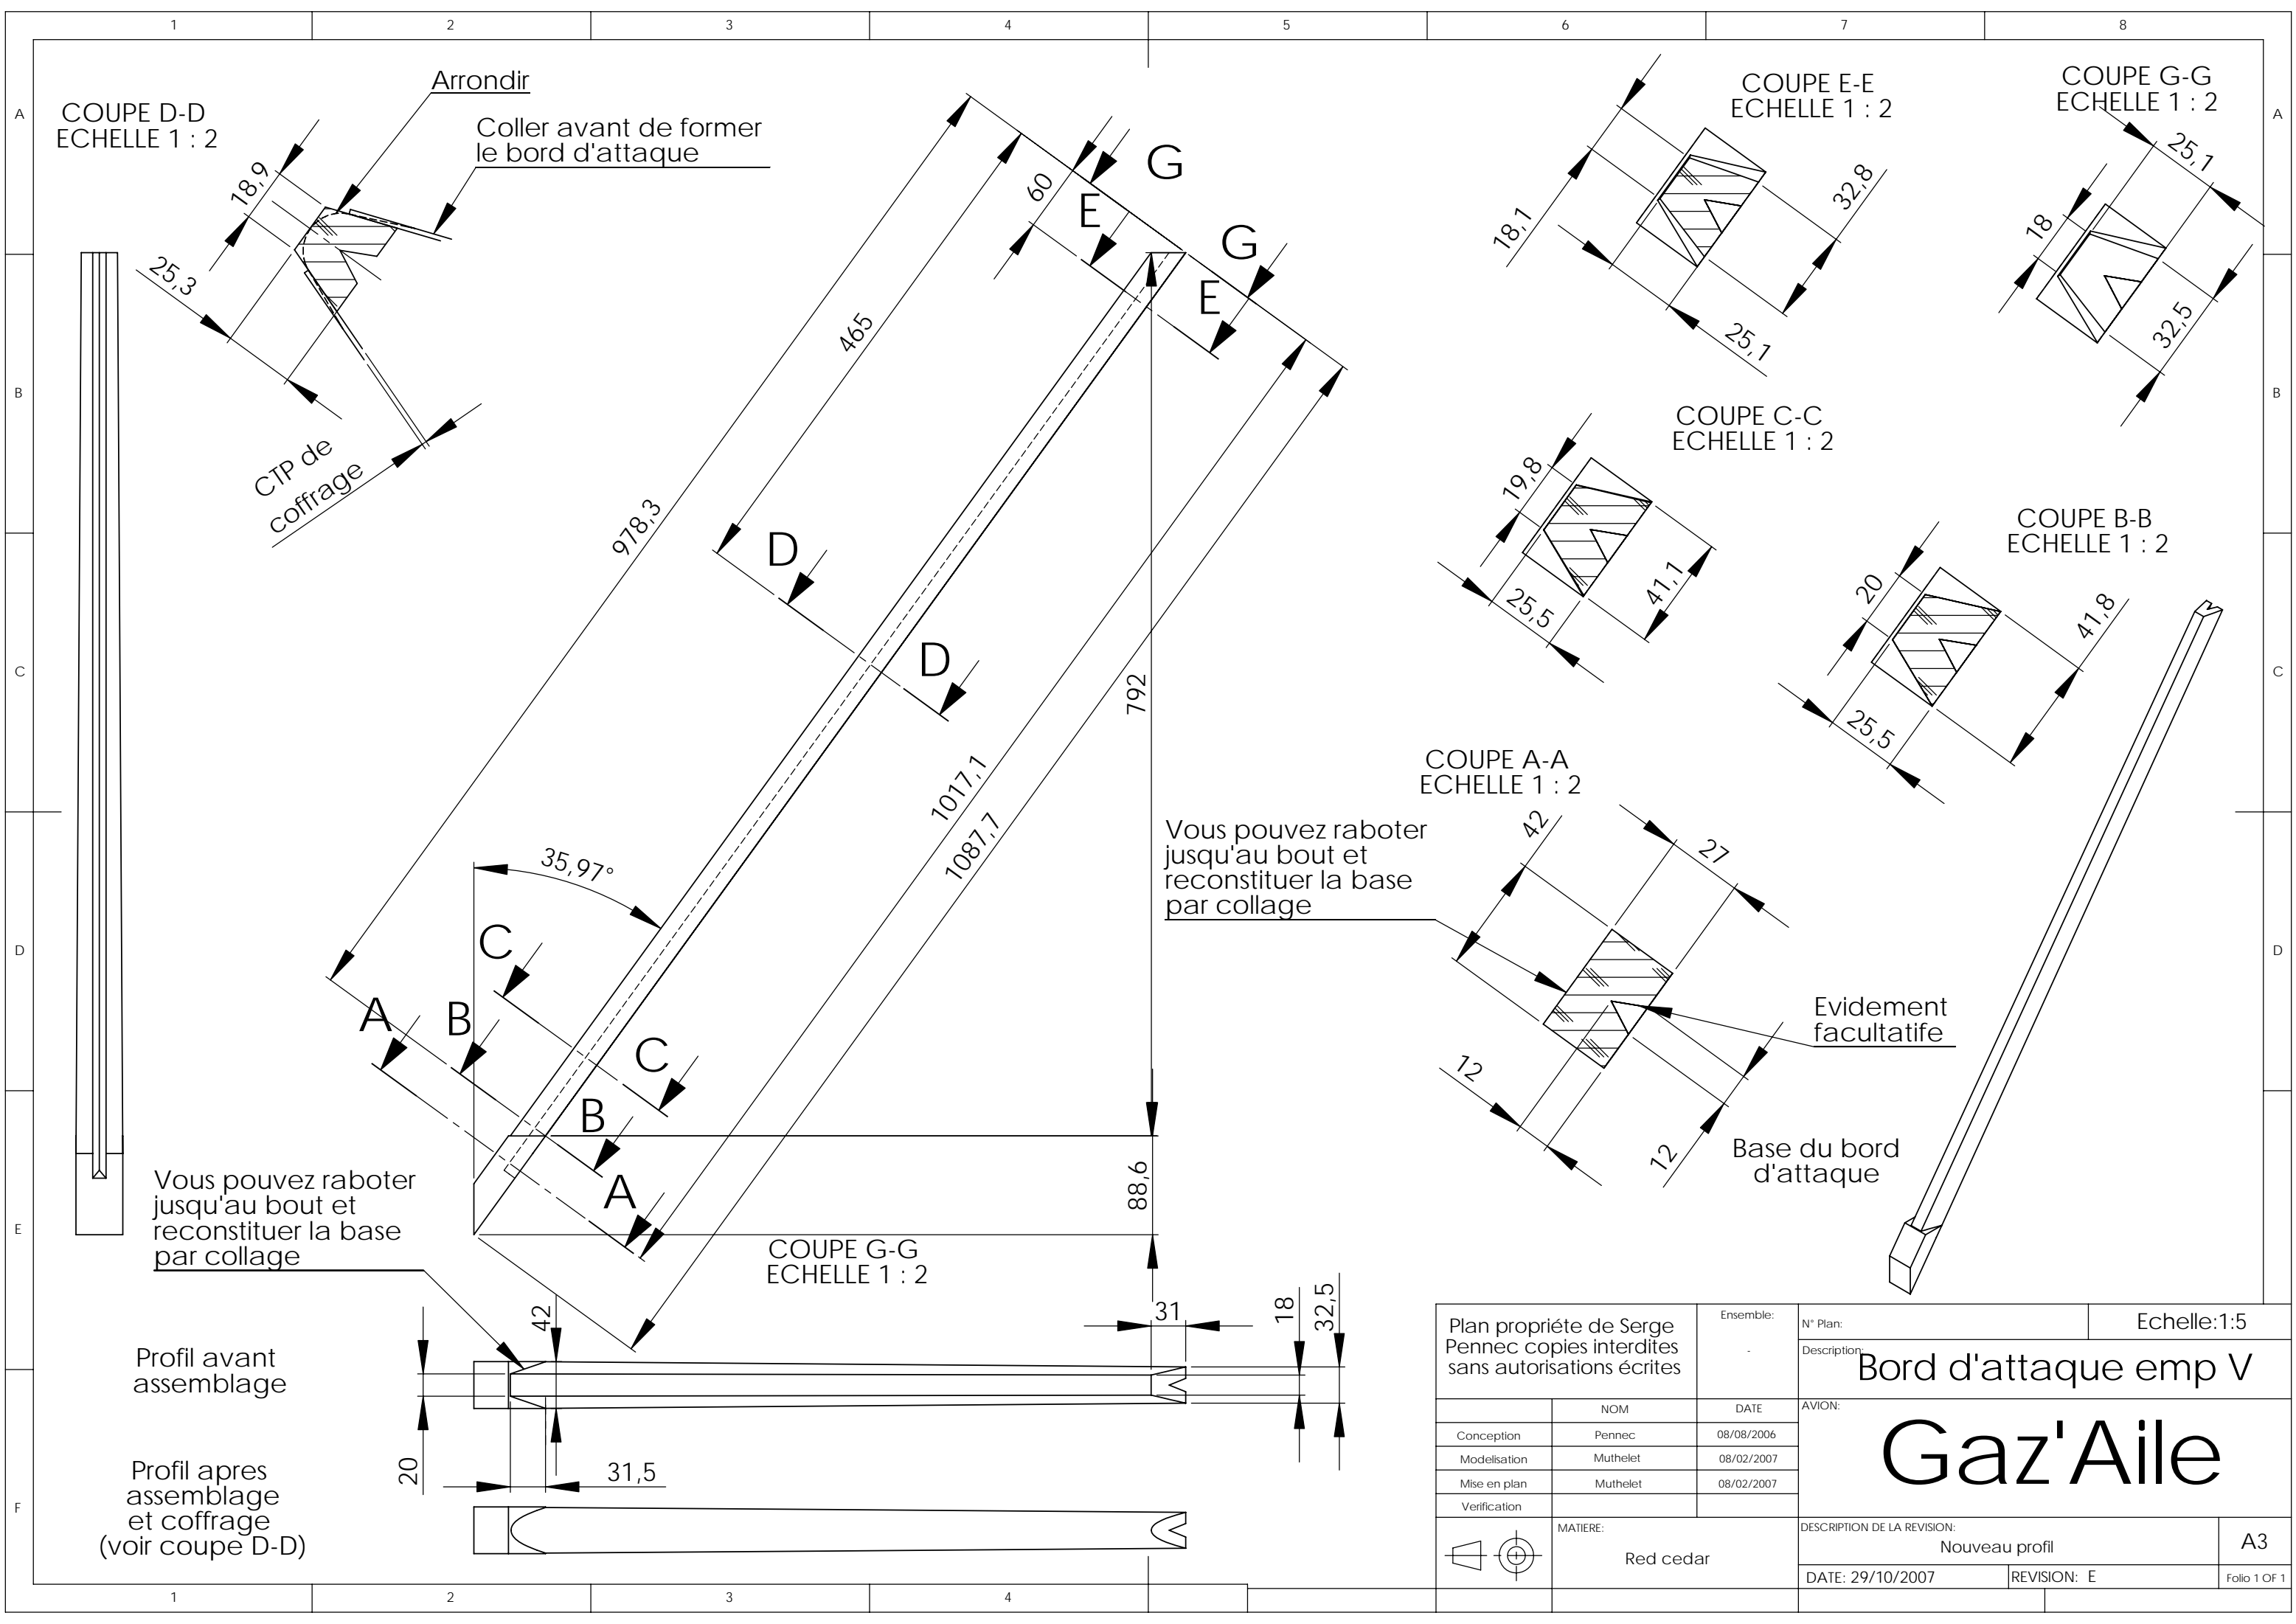 1 2 3 4 5 6 7 8
A
B
C
D
E
F
A
B
C
D
COUPE D-D
ECHELLE 1 : 2
Arrondir
Coller avant de former
le bord d'attaque
18,9
25,3
CTP de
coffrage
G
G
E
E
60
465
978,3
D
D
792
1017,1
1087,7
35,97°
C
C
B
B
A
A
88,6
COUPE E-E
ECHELLE 1 : 2
18,1
32,8
25,1
COUPE G-G
ECHELLE 1 : 2
25,1
18
32,5
COUPE C-C
ECHELLE 1 : 2
19,8
41,1
25,5
COUPE B-B
ECHELLE 1 : 2
20
41,8
25,5
COUPE A-A
ECHELLE 1 : 2
42
27
12
12
Vous pouvez raboter
jusqu'au bout et
reconstituer la base
par collage
Evidement
facultatife
Base du bord
d'attaque
Vous pouvez raboter
jusqu'au bout et
reconstituer la base
par collage
COUPE G-G
ECHELLE 1 : 2
42
31
18
32,5
20
31,5
Profil avant
assemblage
Profil apres
assemblage
et coffrage
(voir coupe D-D)
Plan propriéte de Serge
Pennec copies interdites
sans autorisations écrites
Ensemble:
-
N° Plan:
Echelle:1:5
Description:
Bord d'attaque emp V
NOM DATE
Conception Pennec 08/08/2006
Modelisation Muthelet 08/02/2007
Mise en plan Muthelet 08/02/2007
Verification
AVION:
Gaz'Aile
MATIERE:
Red cedar
DESCRIPTION DE LA REVISION:
Nouveau profil
A3
DATE: 29/10/2007
REVISION: E
Folio 1 OF 1
1 2 3 4